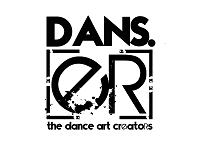 DANS.
eR
the dance art creators